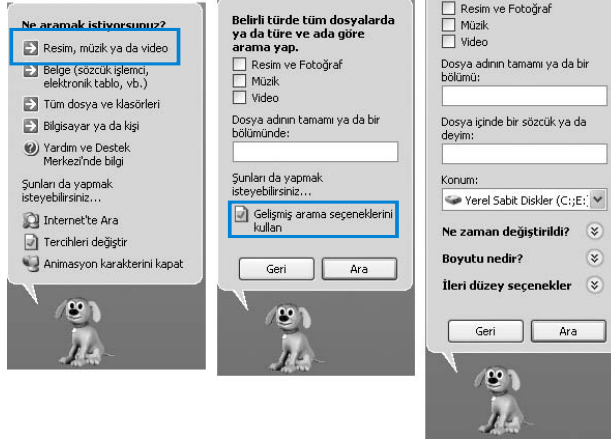 Ne aramak istiyorsunuz?
Resim, müzik ya da video
Belge (sözcük işlemci,
elektronik tablo, vb.)
Tüm dosya ve klasörleri
Bilgisayar ya da kişi
Yardım ve Destek
Merkezi'nde bilgi
Şunları da yapmak
isteyebilirsiniz...
Internet'te Ara
Tercihleri değiştir
Animasyon karakterini kapat
Belirli türde tüm dosyalarda
ya da türe ve ada göre
arama yap.
Resim ve Fotoğraf
Müzik
Video
Dosya adının tamamı ya da bir
bölümünde:
Şunları da yapmak
isteyebilirsiniz...
Gelişmiş arama seçeneklerini
kullan
Geri
Ara
Resim ve Fotoğraf
Müzik
Video
Dosya adının tamamı ya da bir
bölümü:
Dosya içinde bir sözcük ya da
deyim:
Konum:
Yerel Sabit Diskler (C:;E:)
Ne zaman değiştirildi?
Boyutu nedir?
İleri düzey seçenekler
Geri
Ara